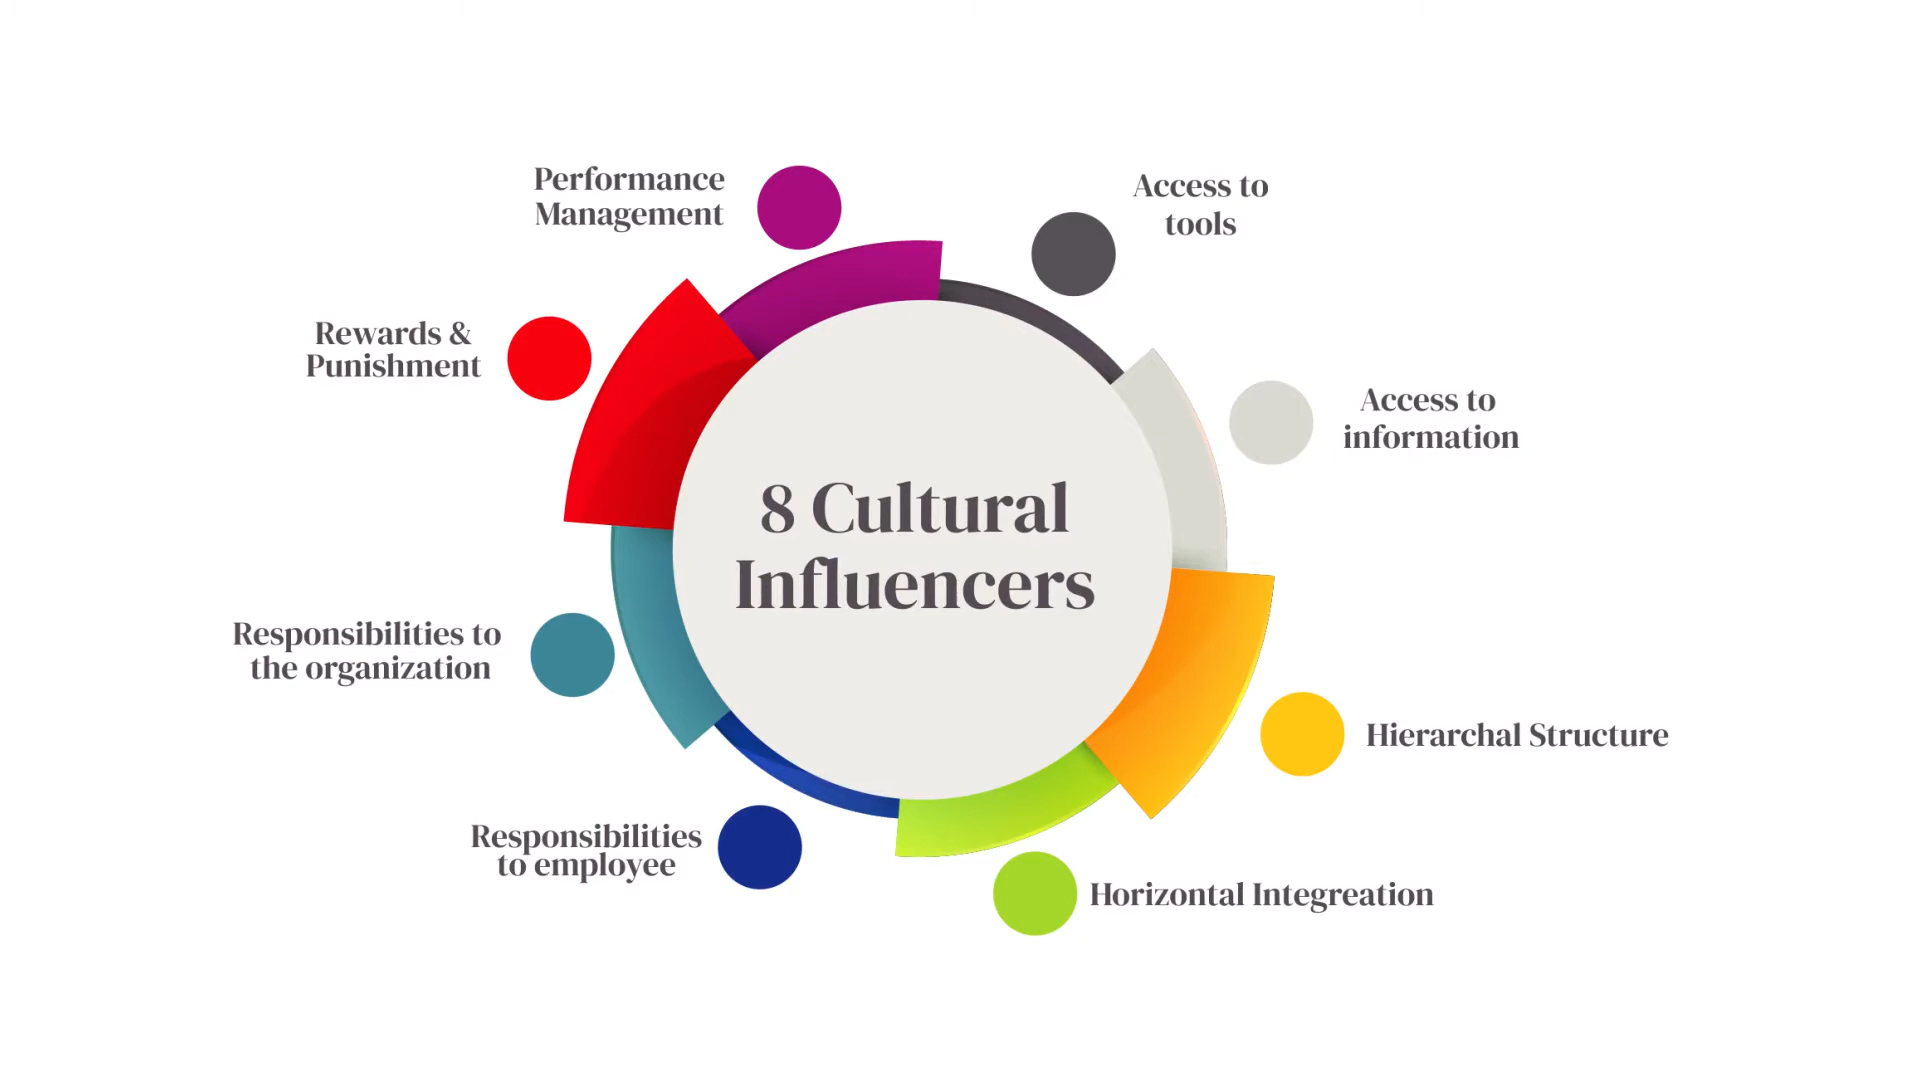 Performance
Management
Access to
tools
Rewards &
Punishment
Access to
information
8 Cultural
Influencers
Responsibilities to
the organization
Hierarchal Structure
Responsibilities
to employee
Horizontal Integreation